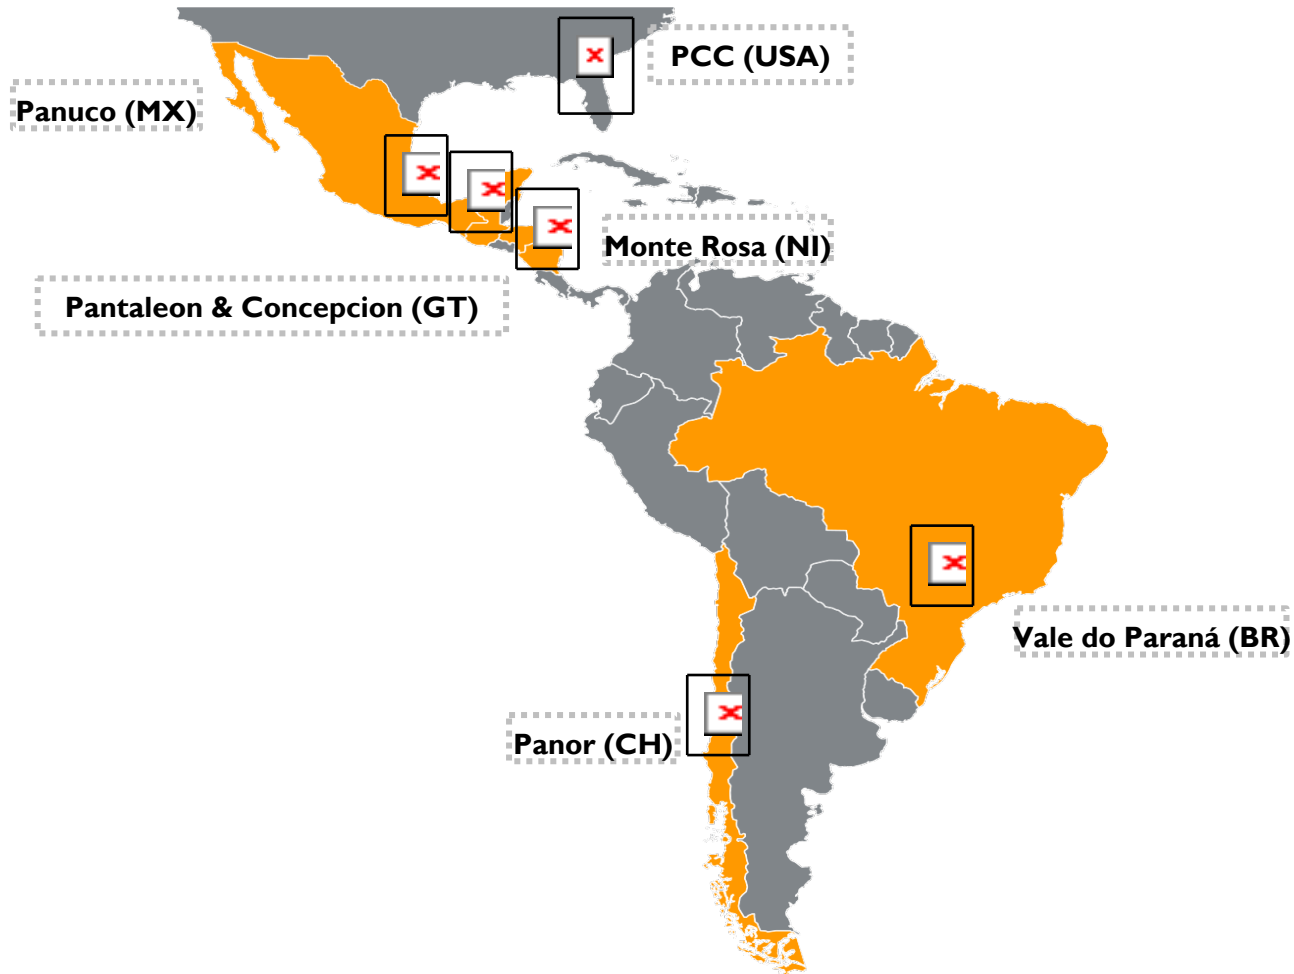 PCC (USA)
Panuco (MX)
Monte Rosa (NI)
Pantaleon & Concepcion (GT)
Vale do Paraná (BR)
Panor (CH)